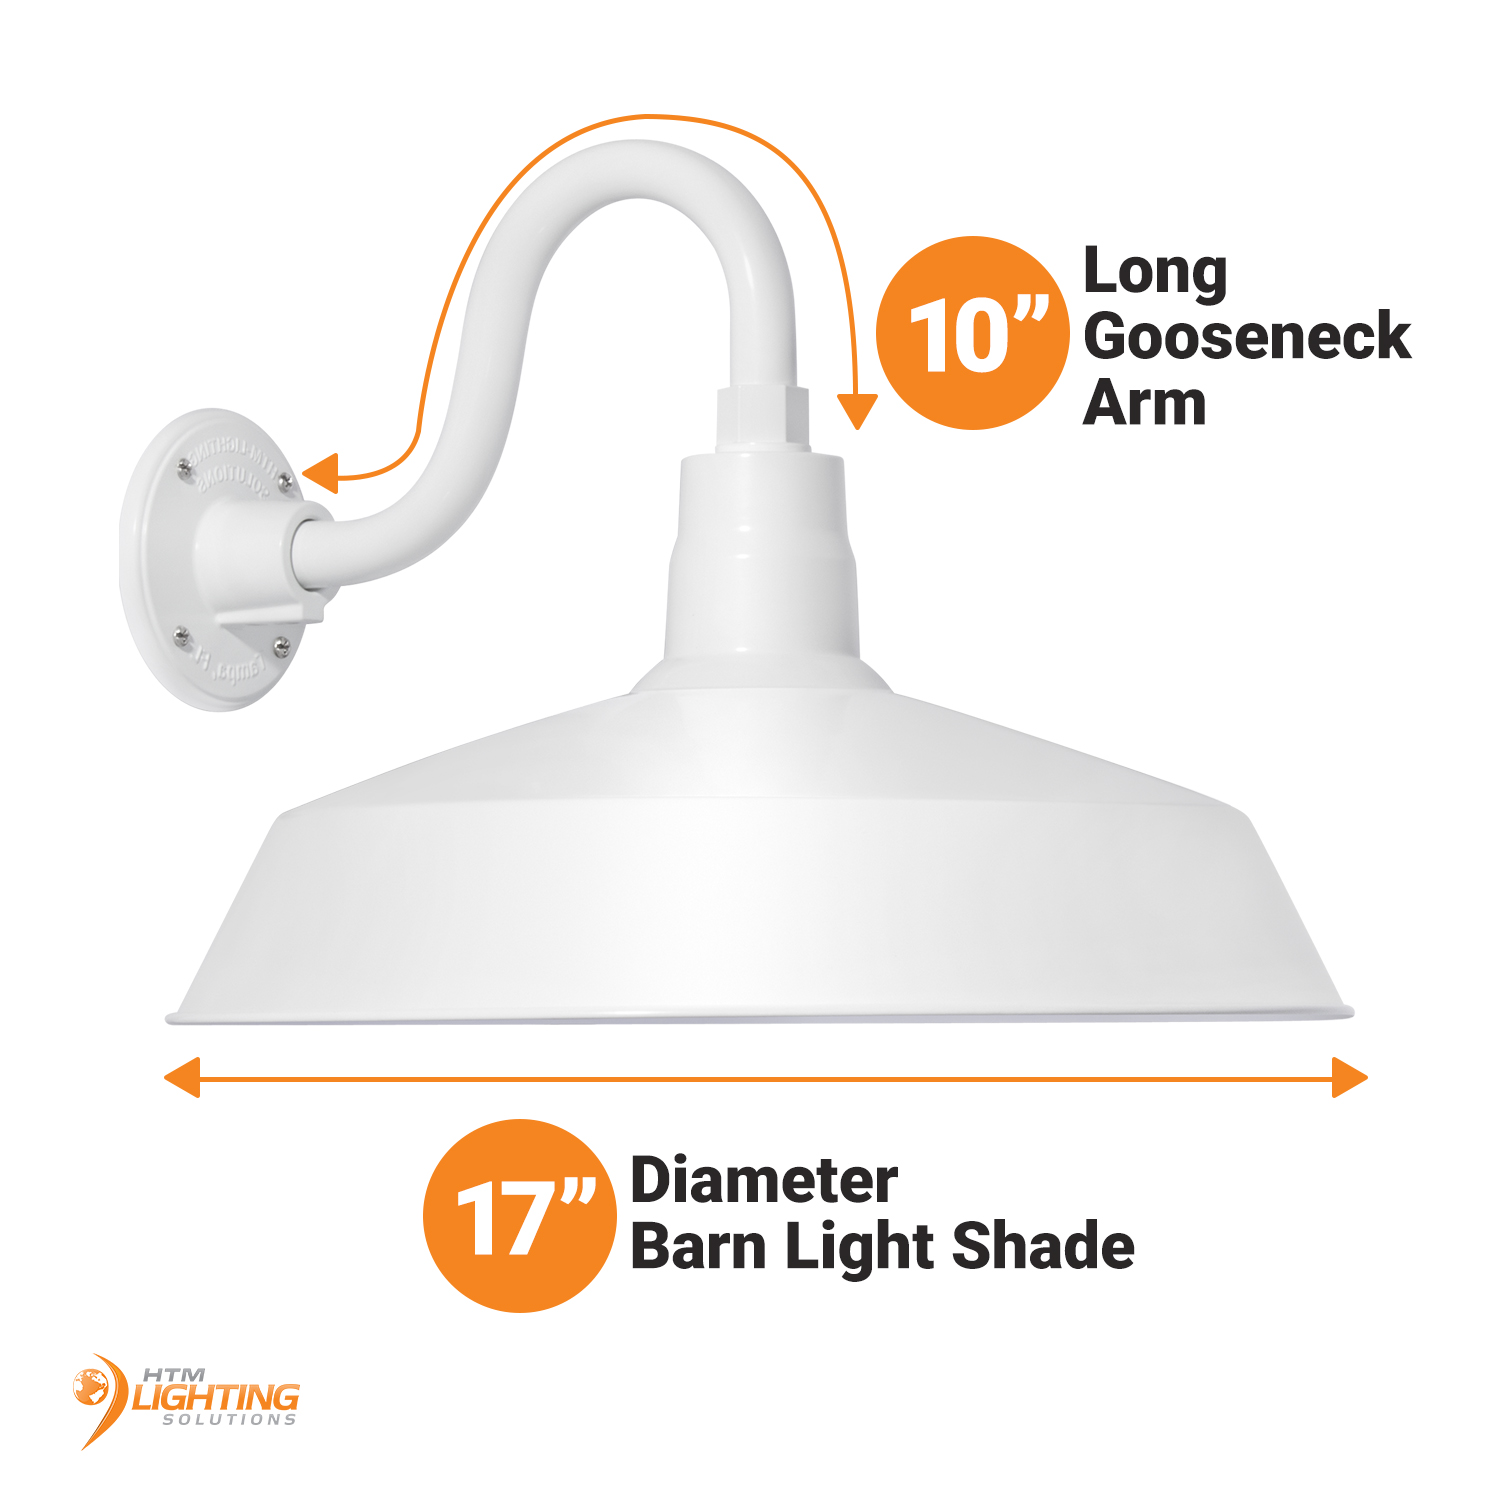 10” Long
Gooseneck
Arm
17” Diameter
Barn Light Shade
HTM
LIGHTING
SOLUTIONS